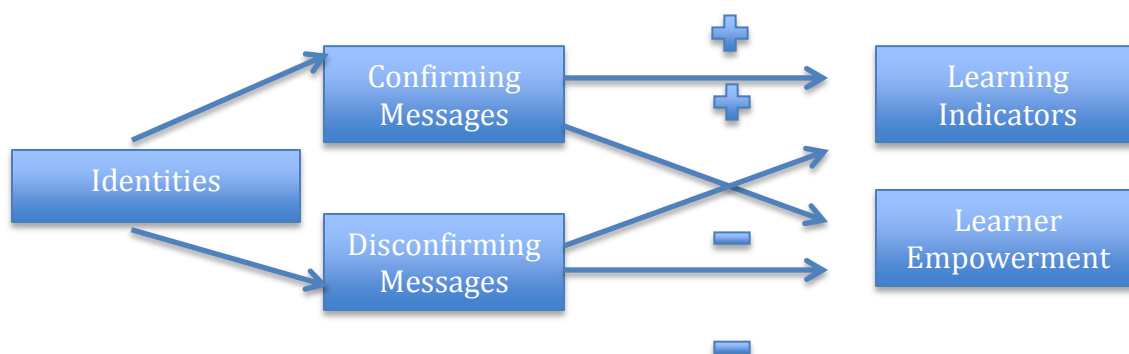 Identities
Confirming
Messages
Disconfirming
Messages
Learning
Indicators
Learner
Empowerment